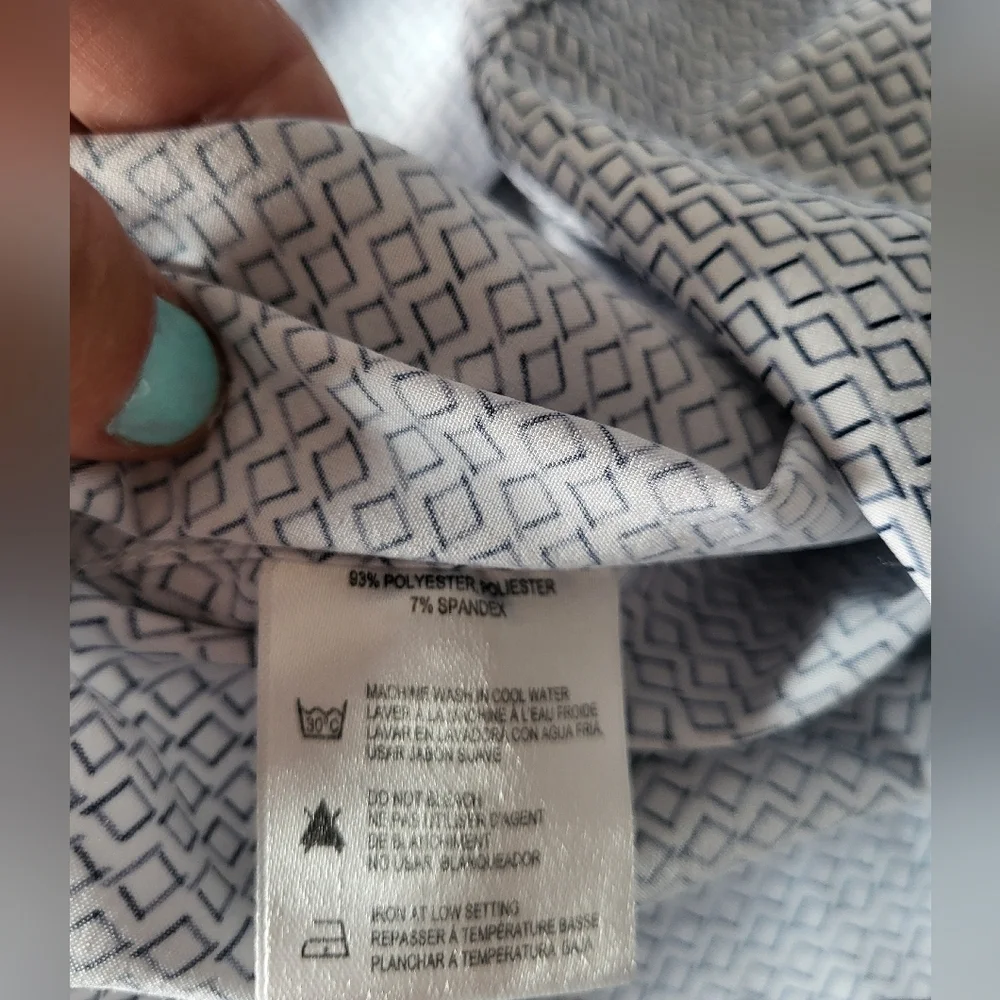 93% POLYESTER, POLIESTER
7% SPANDEX
MACHINE WASH IN COOL WATER
LAVER À LA MACHINE À L'EAU FROIDE
LAVAR EN LAVADORA CON AGUA FRIA,
USAR JABON SUAVE
30°C
DO NOT BLEACH
NE PAS UTILISER D'AGENT
DE BLANCHIMENT
NO USAR BLANQUEADOR
IRON AT LOW SETTING
REPASSER À TEMPÉRATURE BASSE
PLANCHAR A TEMPERATURA BAJA